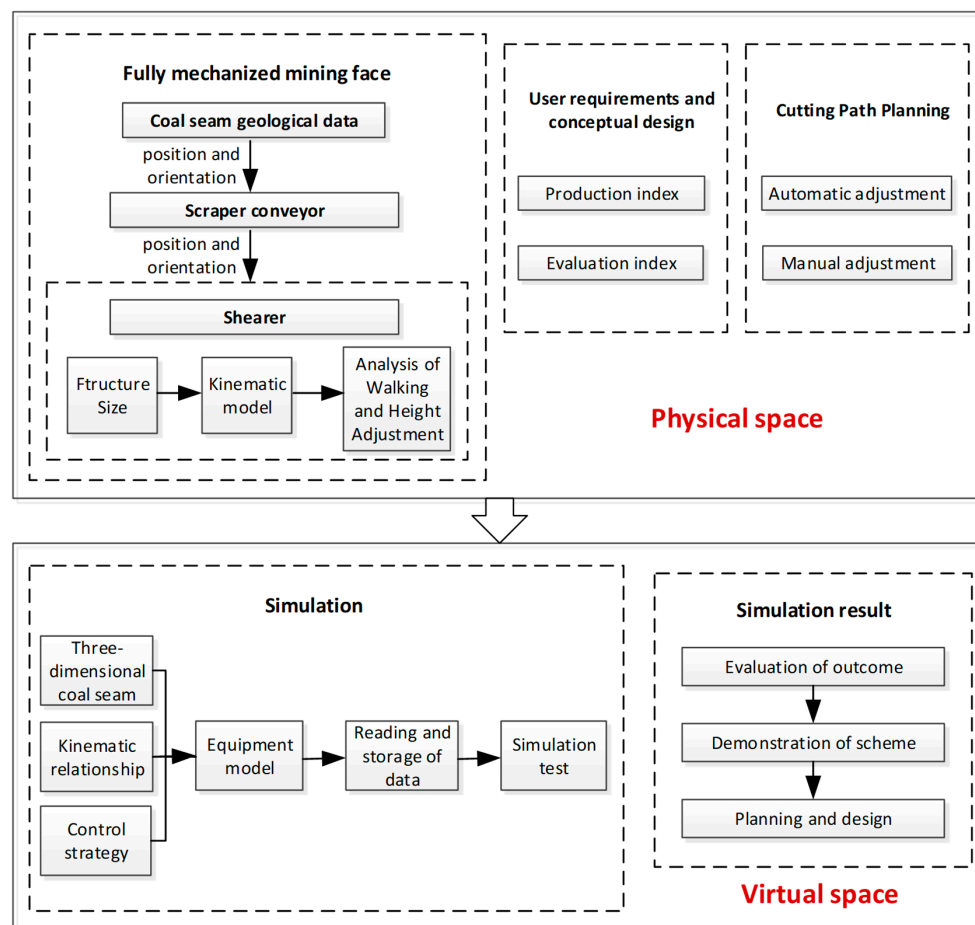 Fully mechanized mining face
Coal seam geological data
position and
orientation
Scraper conveyor
position and
orientation
Shearer
Ftructure
Size
Kinematic
model
Analysis of
Walking
and Height
Adjustment
User requirements and
conceptual design
Production index
Evaluation index
Cutting Path Planning
Automatic adjustment
Manual adjustment
Physical space
Simulation
Three-
dimensional
coal seam
Kinematic
relationship
Control
strategy
Equipment
model
Reading and
storage of
data
Simulation
test
Simulation result
Evaluation of outcome
Demonstration of scheme
Planning and design
Virtual space